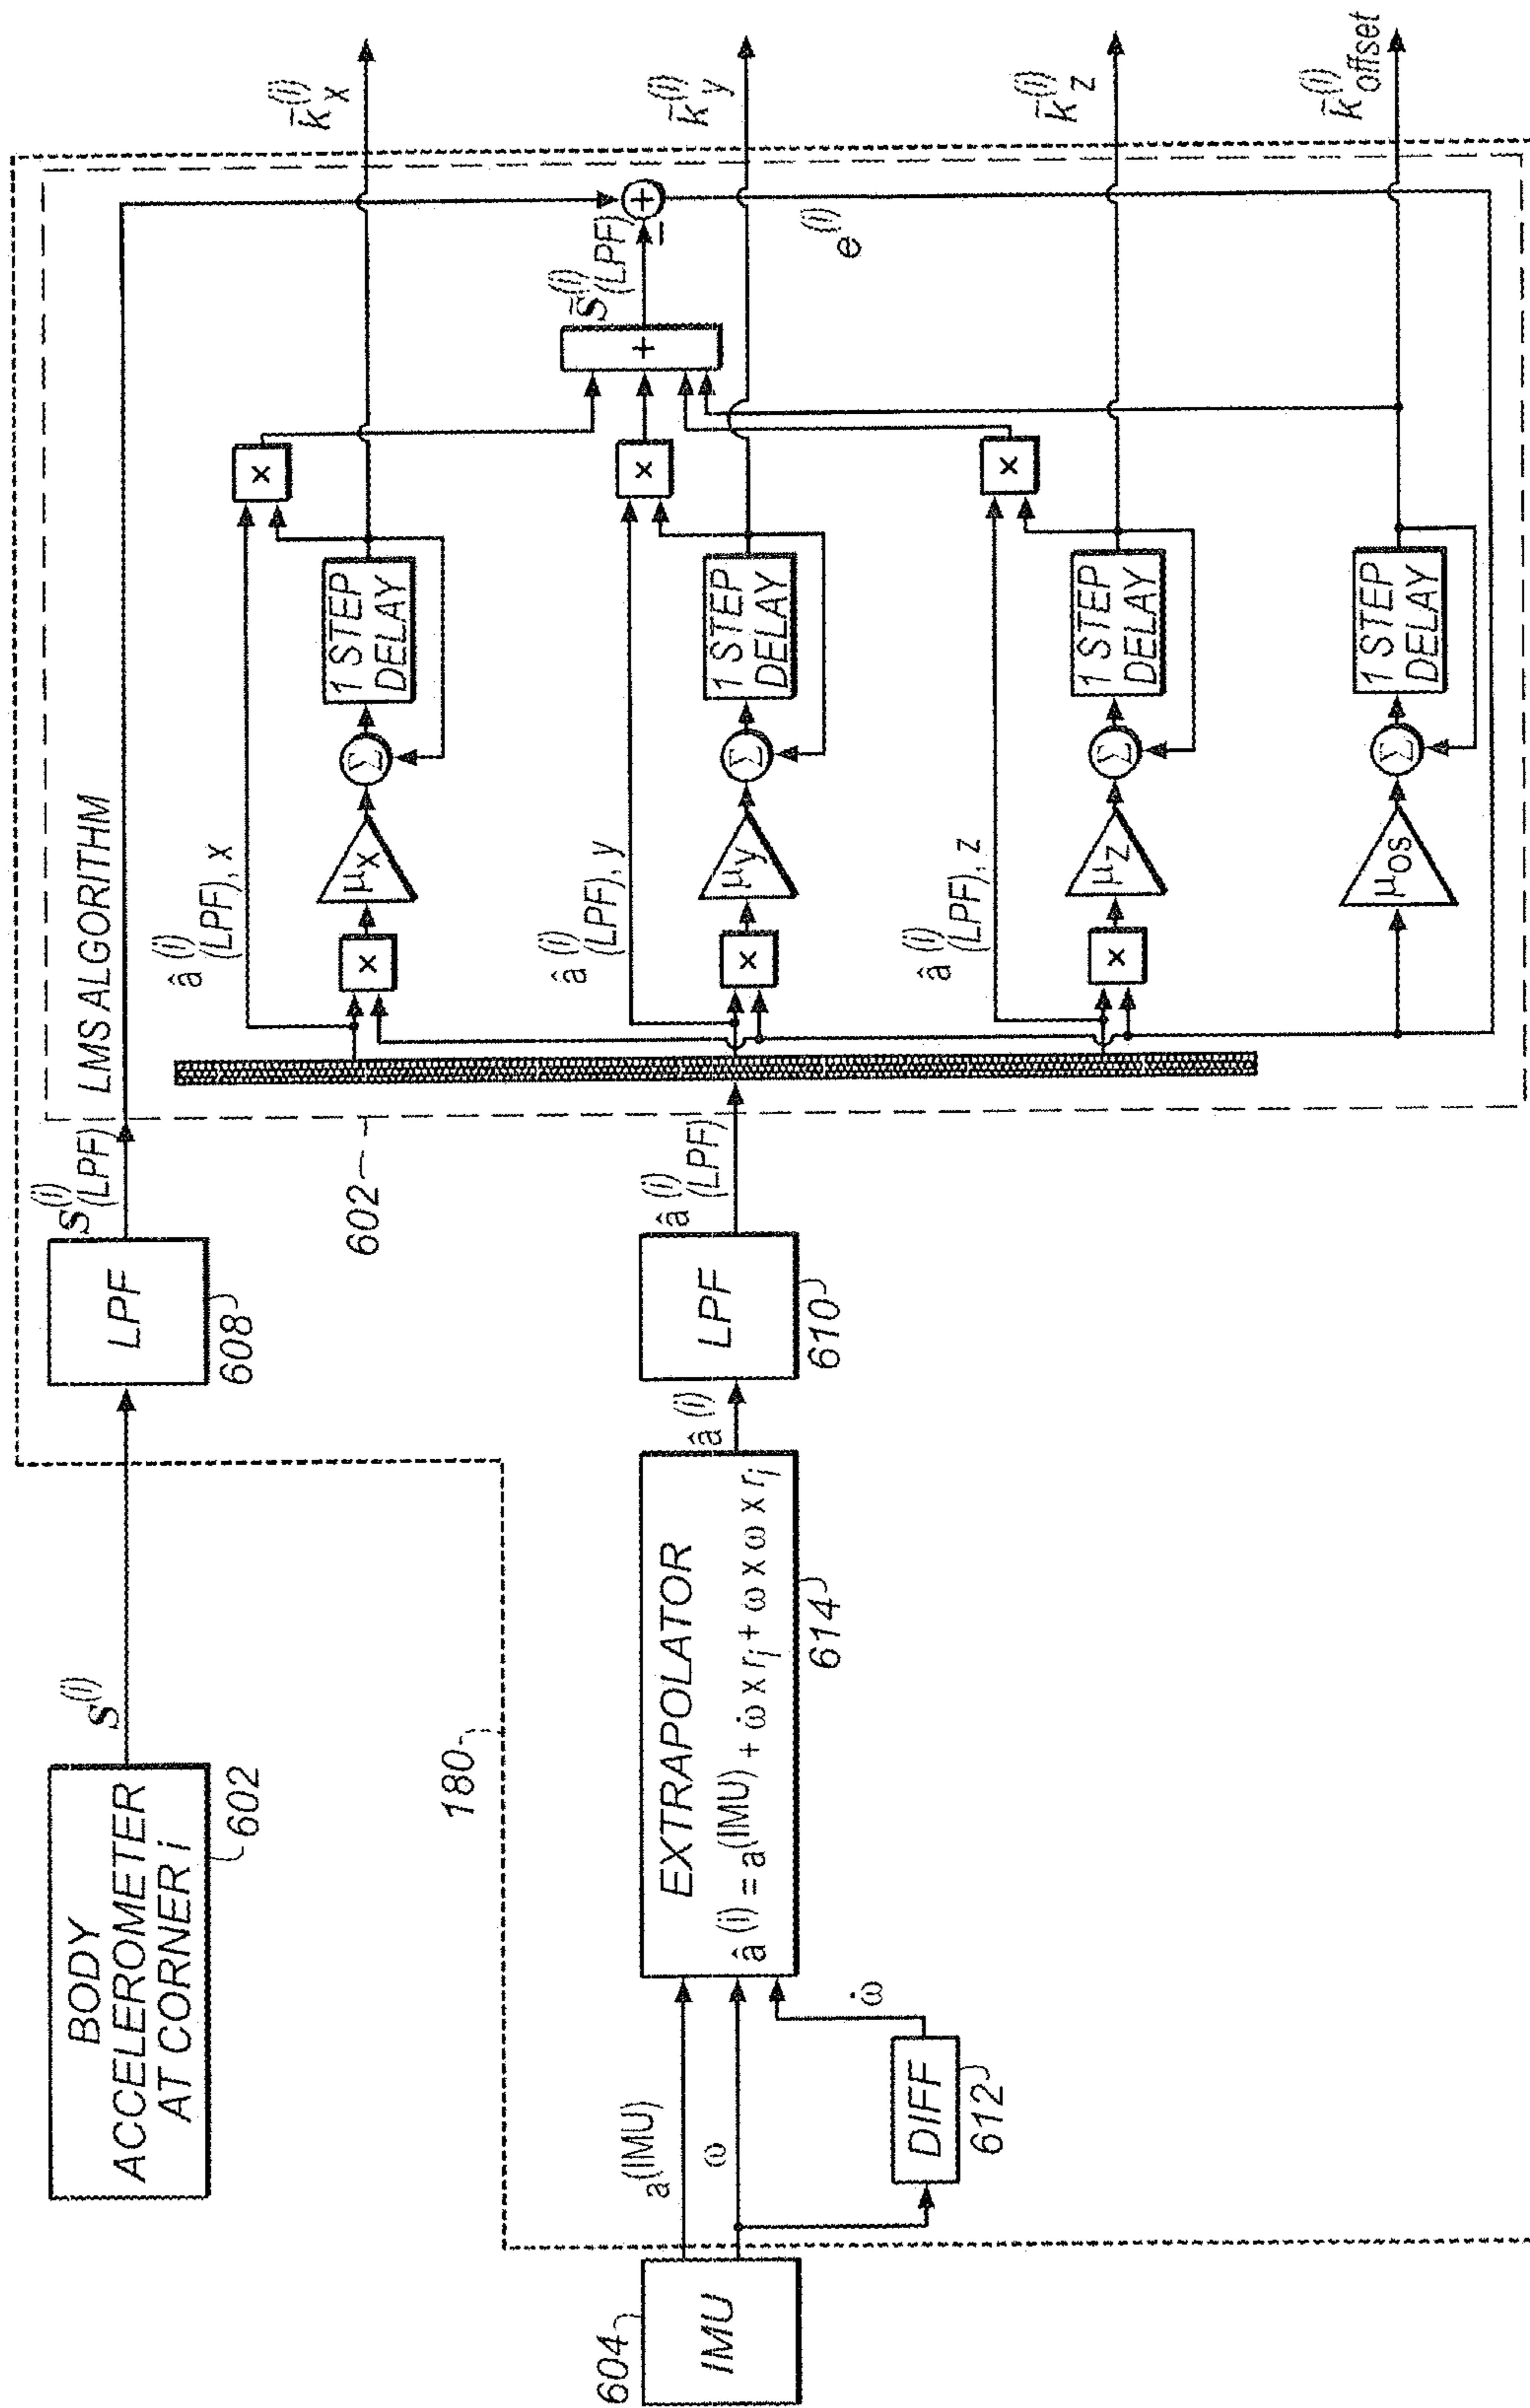 BODY
ACCELEROMETER
AT CORNER i
602
s⁽ⁱ⁾
LPF
608
s⁽ⁱ⁾(LPF)
LMS ALGORITHM
180
602
IMU
604
a⁽ᴵᴹᵁ⁾
ω
DIFF
612
ω̇
EXTRAPOLATOR
â⁽ⁱ⁾ = a⁽ᴵᴹᵁ⁾ + ω̇ x rᵢ + ω x ω x rᵢ
614
â⁽ⁱ⁾
LPF
610
â⁽ⁱ⁾(LPF)
â⁽ⁱ⁾(LPF), x
×
μx
Σ
1 STEP
DELAY
×
k̄⁽ⁱ⁾x
â⁽ⁱ⁾(LPF), y
×
μy
Σ
1 STEP
DELAY
×
+
s̄⁽ⁱ⁾(LPF)
+
−
k̄⁽ⁱ⁾y
e⁽ⁱ⁾
â⁽ⁱ⁾(LPF), z
×
μz
Σ
1 STEP
DELAY
×
k̄⁽ⁱ⁾z
μos
Σ
1 STEP
DELAY
k̄⁽ⁱ⁾offset